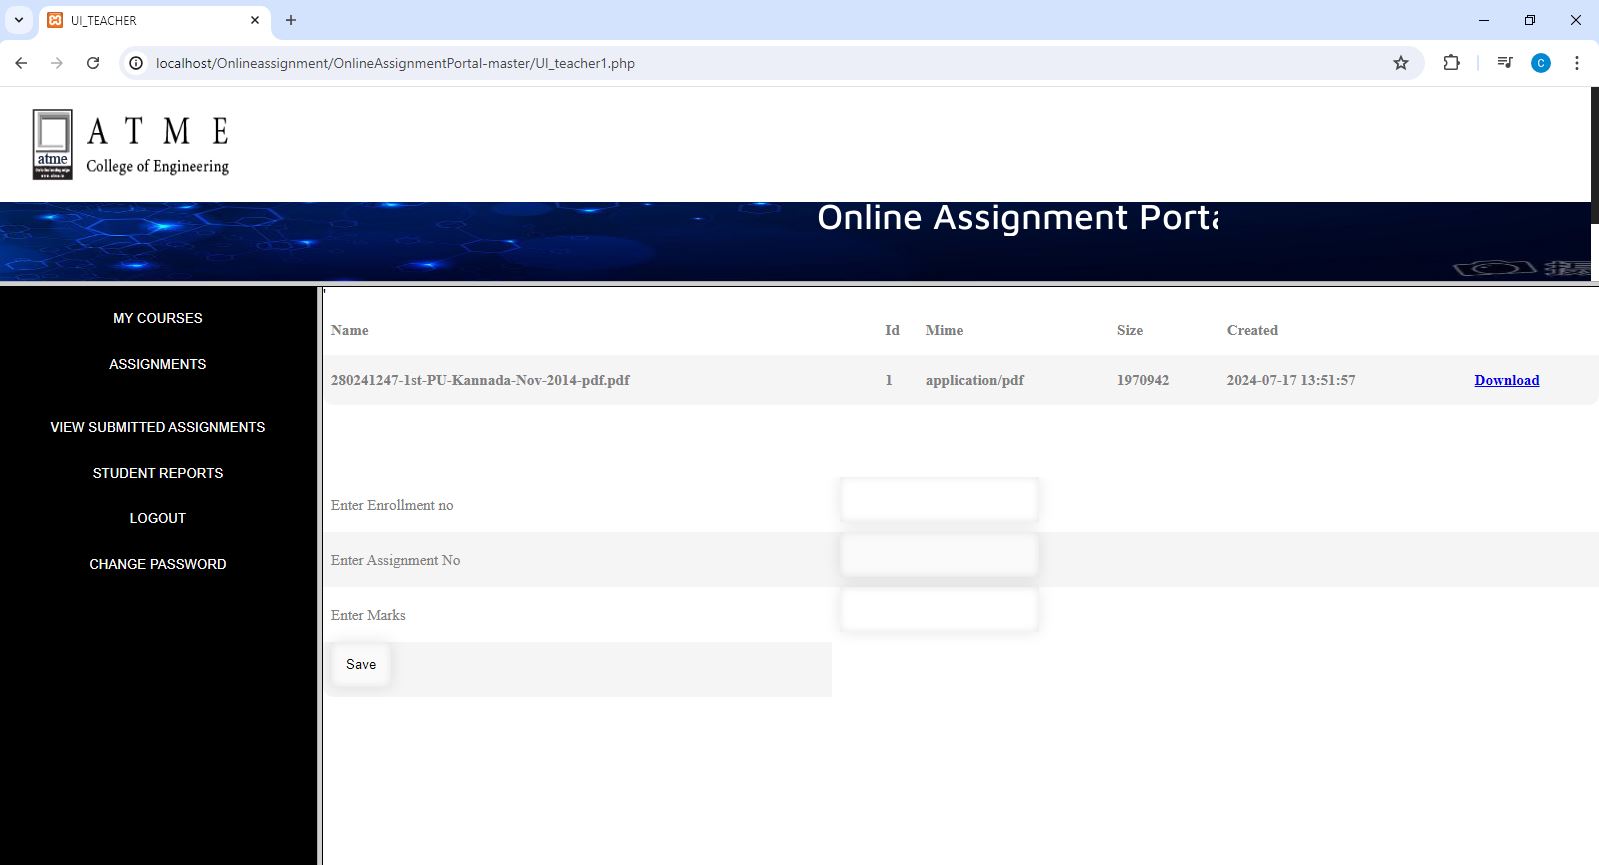 UI_TEACHER
localhost/Onlineassignment/OnlineAssignmentPortal-master/UI_teacher1.php
C
A T M E
College of Engineering
atme
Online Assignment Porta
MY COURSES
ASSIGNMENTS
VIEW SUBMITTED ASSIGNMENTS
STUDENT REPORTS
LOGOUT
CHANGE PASSWORD
'
Name Id Mime Size Created
280241247-1st-PU-Kannada-Nov-2014-pdf.pdf 1 application/pdf 1970942 2024-07-17 13:51:57 Download
Enter Enrollment no
Enter Assignment No
Enter Marks
Save